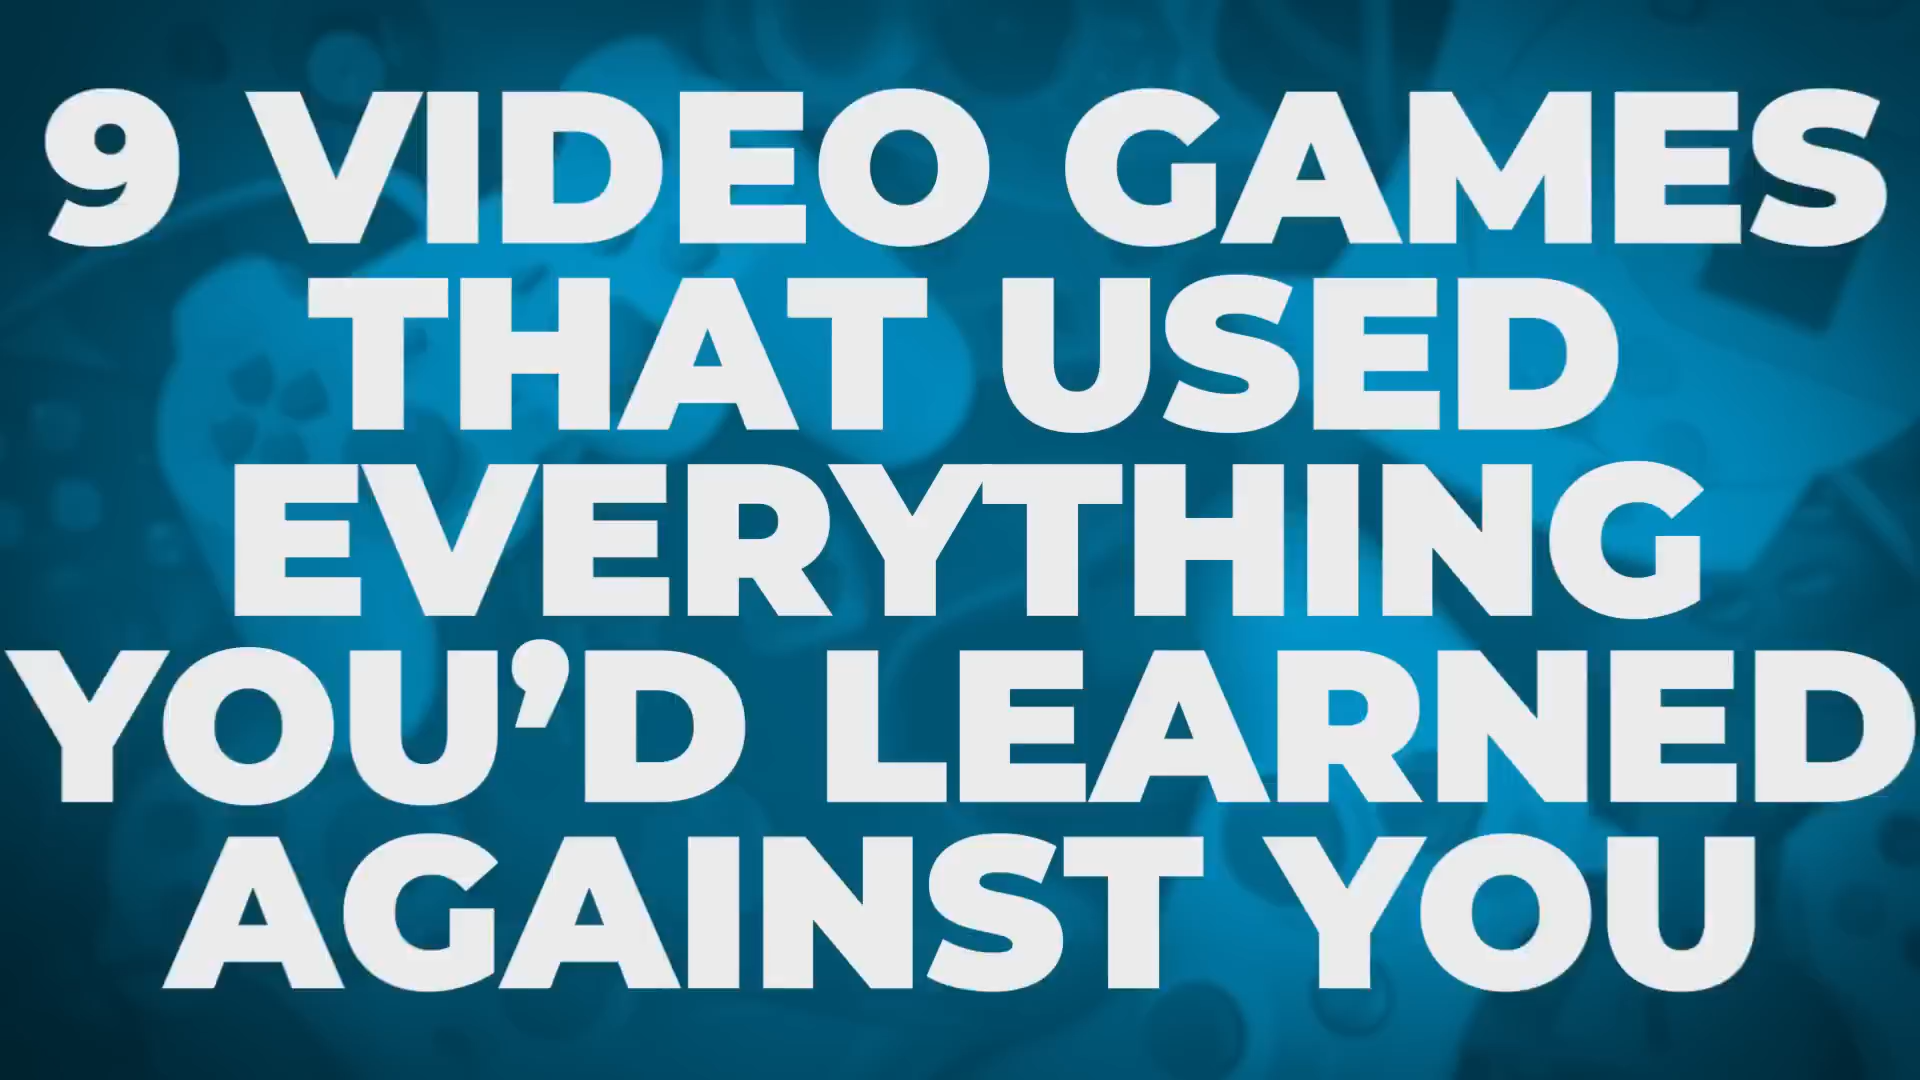 9 VIDEO GAMES
THAT USED
EVERYTHING
YOU’D LEARNED
AGAINST YOU